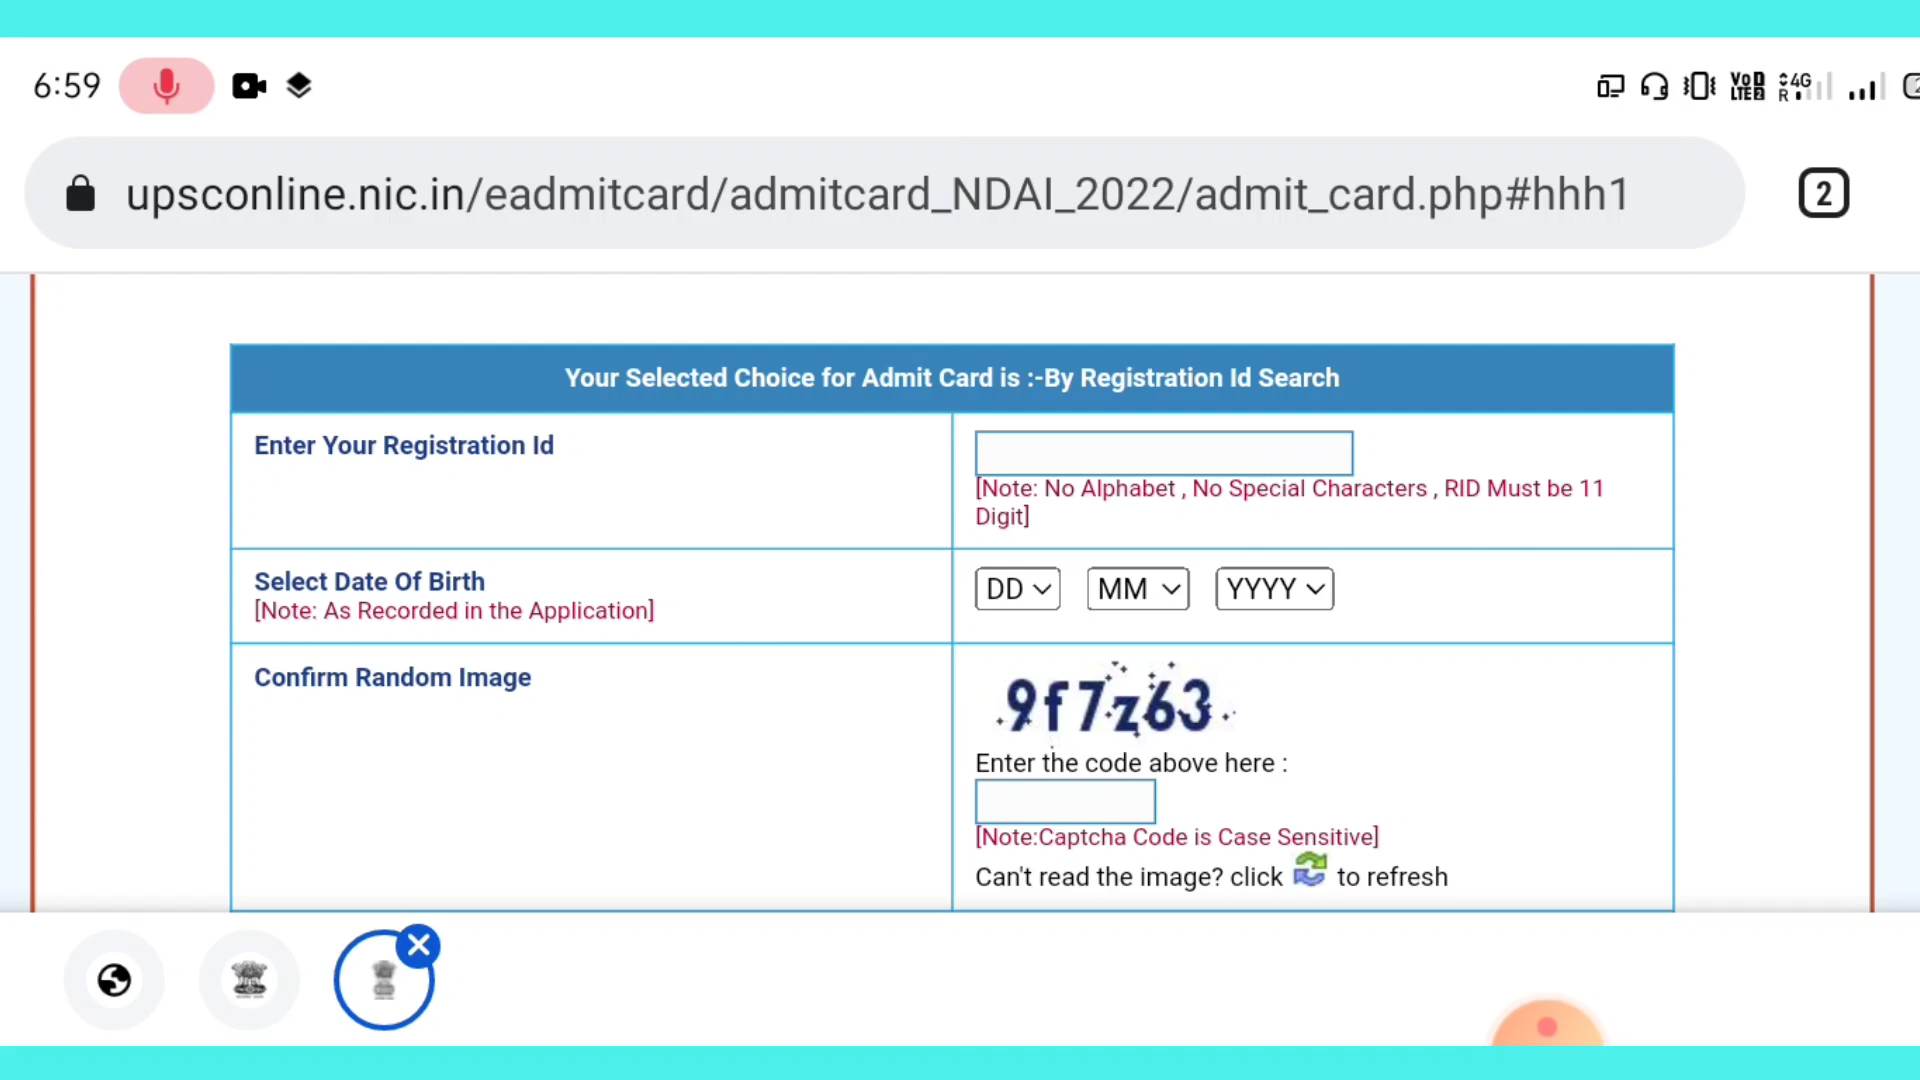 6:59
VoD
LTE2
4G
R
upsconline.nic.in/eadmitcard/admitcard_NDAI_2022/admit_card.php#hhh1
2
Your Selected Choice for Admit Card is :-By Registration Id Search
Enter Your Registration Id
[Note: No Alphabet , No Special Characters , RID Must be 11
Digit]
Select Date Of Birth
[Note: As Recorded in the Application]
DD MM YYYY
Confirm Random Image
9f7z63
Enter the code above here :
[Note:Captcha Code is Case Sensitive]
Can't read the image? click to refresh